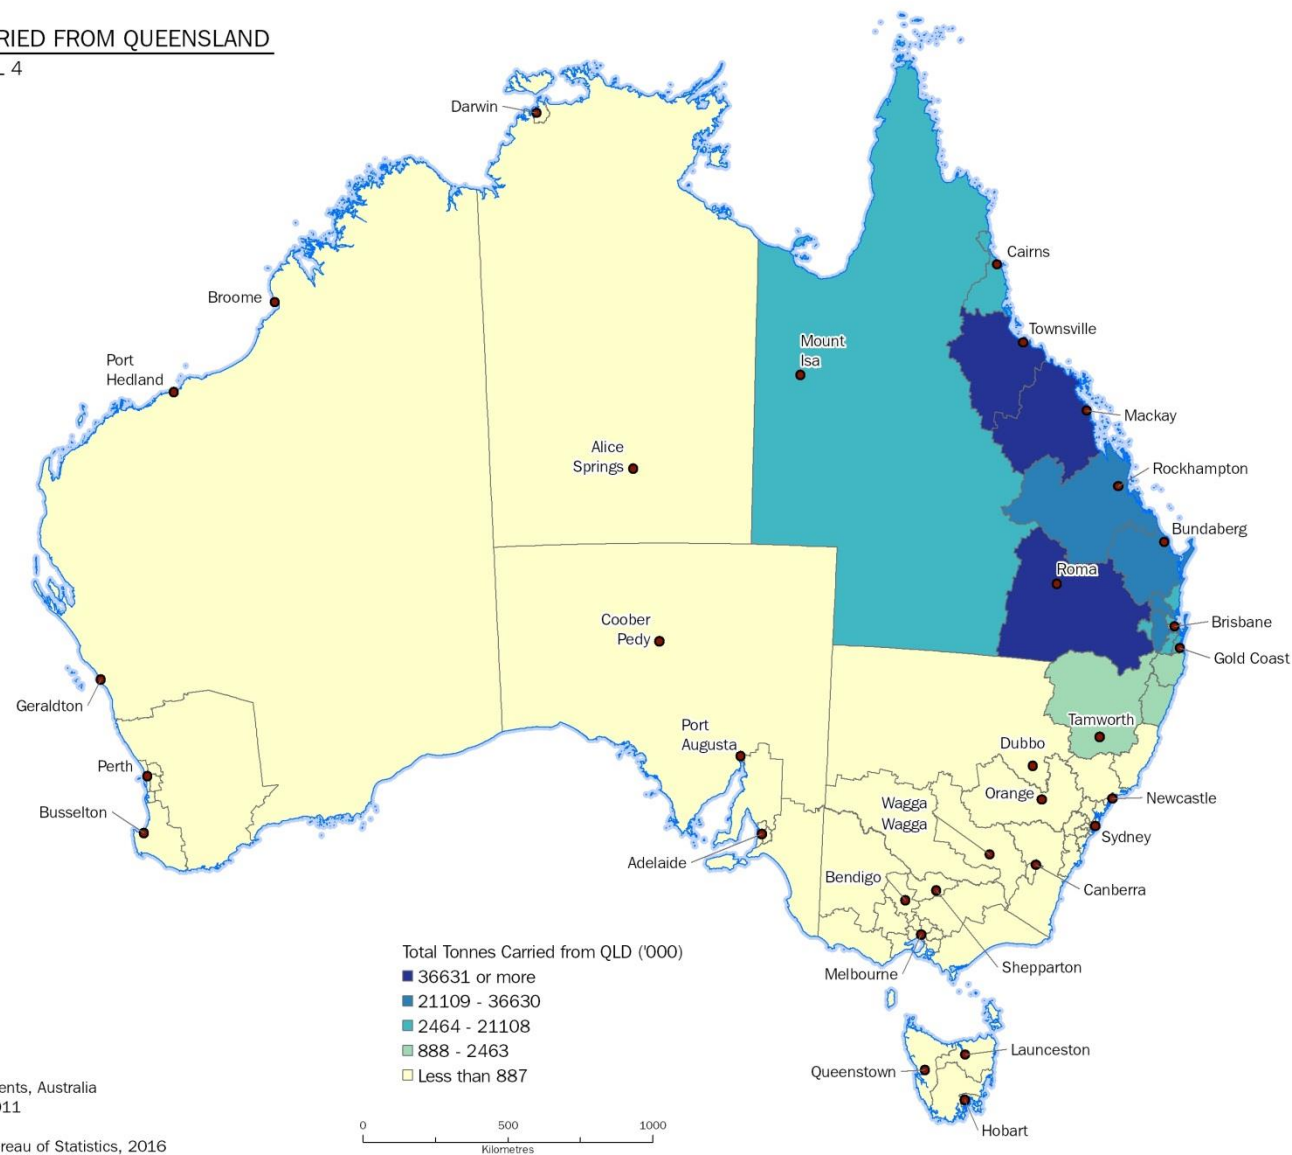 RIED FROM QUEENSLAND
L 4
Darwin
Cairns
Broome
Townsville
Mount
Isa
Port
Hedland
Mackay
Alice
Springs
Rockhampton
Bundaberg
Roma
Coober
Pedy
Brisbane
Gold Coast
Geraldton
Port
Augusta
Tamworth
Dubbo
Perth
Orange
Newcastle
Wagga
Wagga
Busselton
Sydney
Adelaide
Bendigo
Canberra
Melbourne
Shepparton
Total Tonnes Carried from QLD ('000)
36631 or more
21109 - 36630
2464 - 21108
888 - 2463
Less than 887
Launceston
Queenstown
Hobart
ents, Australia
011
reau of Statistics, 2016
0 500 1000
Kilometres